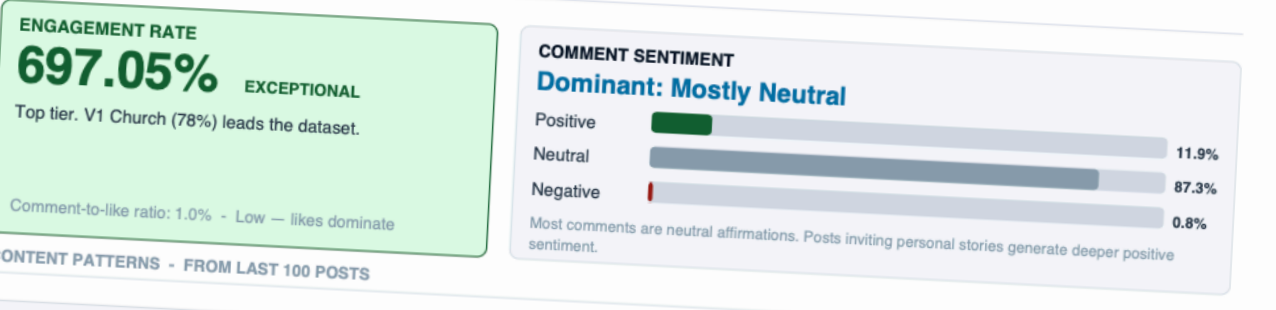 ENGAGEMENT RATE
697.05% EXCEPTIONAL
Top tier. V1 Church (78%) leads the dataset.
Comment-to-like ratio: 1.0% - Low — likes dominate
COMMENT SENTIMENT
Dominant: Mostly Neutral
Positive 11.9%
Neutral 87.3%
Negative 0.8%
Most comments are neutral affirmations. Posts inviting personal stories generate deeper positive
sentiment.
ONTENT PATTERNS - FROM LAST 100 POSTS